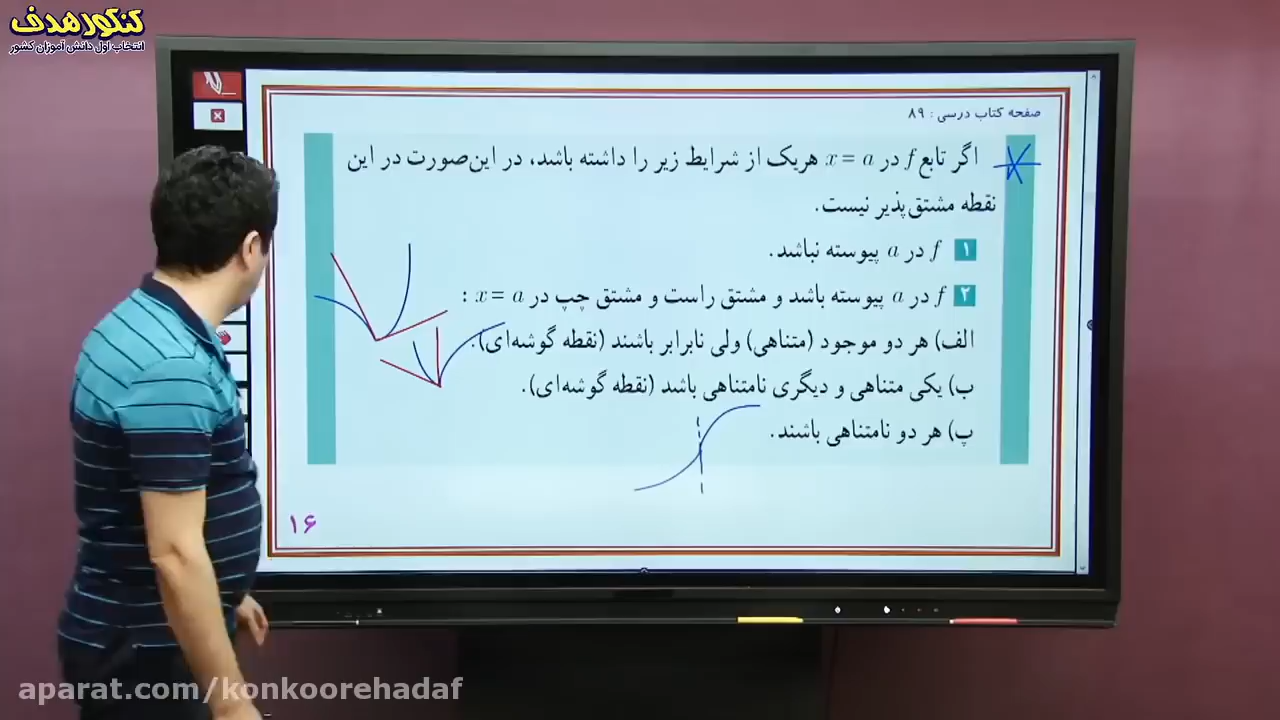 کنکور هدف
انتخاب اول دانش آموزان کشور
صفحه کتاب درسی : ۸۹
اگر تابع f در x = a هریک از شرایط زیر را داشته باشد، در این‌صورت در این
نقطه مشتق‌پذیر نیست.
۱ f در a پیوسته نباشد.
۲ f در a پیوسته باشد و مشتق راست و مشتق چپ در x = a :
الف) هر دو موجود (متناهی) ولی نابرابر باشند (نقطه گوشه‌ای).
ب) یکی متناهی و دیگری نامتناهی باشد (نقطه گوشه‌ای).
پ) هر دو نامتناهی باشند.
۱۶
aparat.com/konkoorehadaf